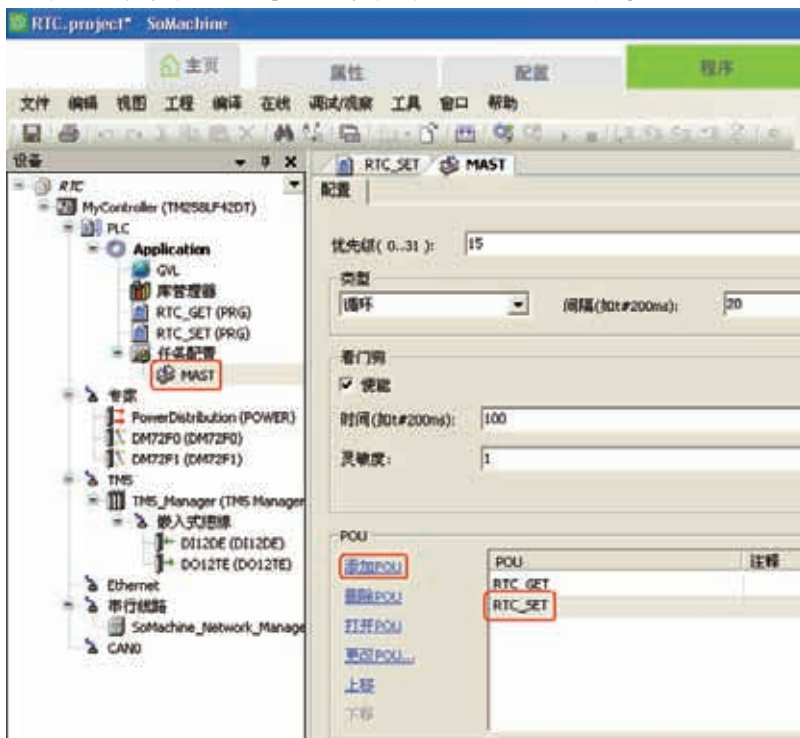 RTC.project* SoMachine
主页 属性 配置 程序
文件 编辑 视图 工程 编译 在线 调试/观察 工具 窗口 帮助
设备
RTC
MyController (TM258LF42DT)
PLC
Application
GVL
库管理器
RTC_GET (PRG)
RTC_SET (PRG)
任务配置
MAST
专家
PowerDistribution (POWER)
DM72F0 (DM72F0)
DM72F1 (DM72F1)
TM5
TM5_Manager (TM5 Manager
嵌入式总线
DI12DE (DI12DE)
DO12TE (DO12TE)
Ethernet
串行线路
SoMachine_Network_Manage
CAN0
RTC_SET MAST
配置
优先级( 0..31 ): 15
类型
循环 间隔(如t#200ms): 20
看门狗
使能
时间(如t#200ms): 100
灵敏度: 1
POU
添加POU
删除POU
打开POU
更改POU...
上移
下移
POU 注释
RTC_GET
RTC_SET